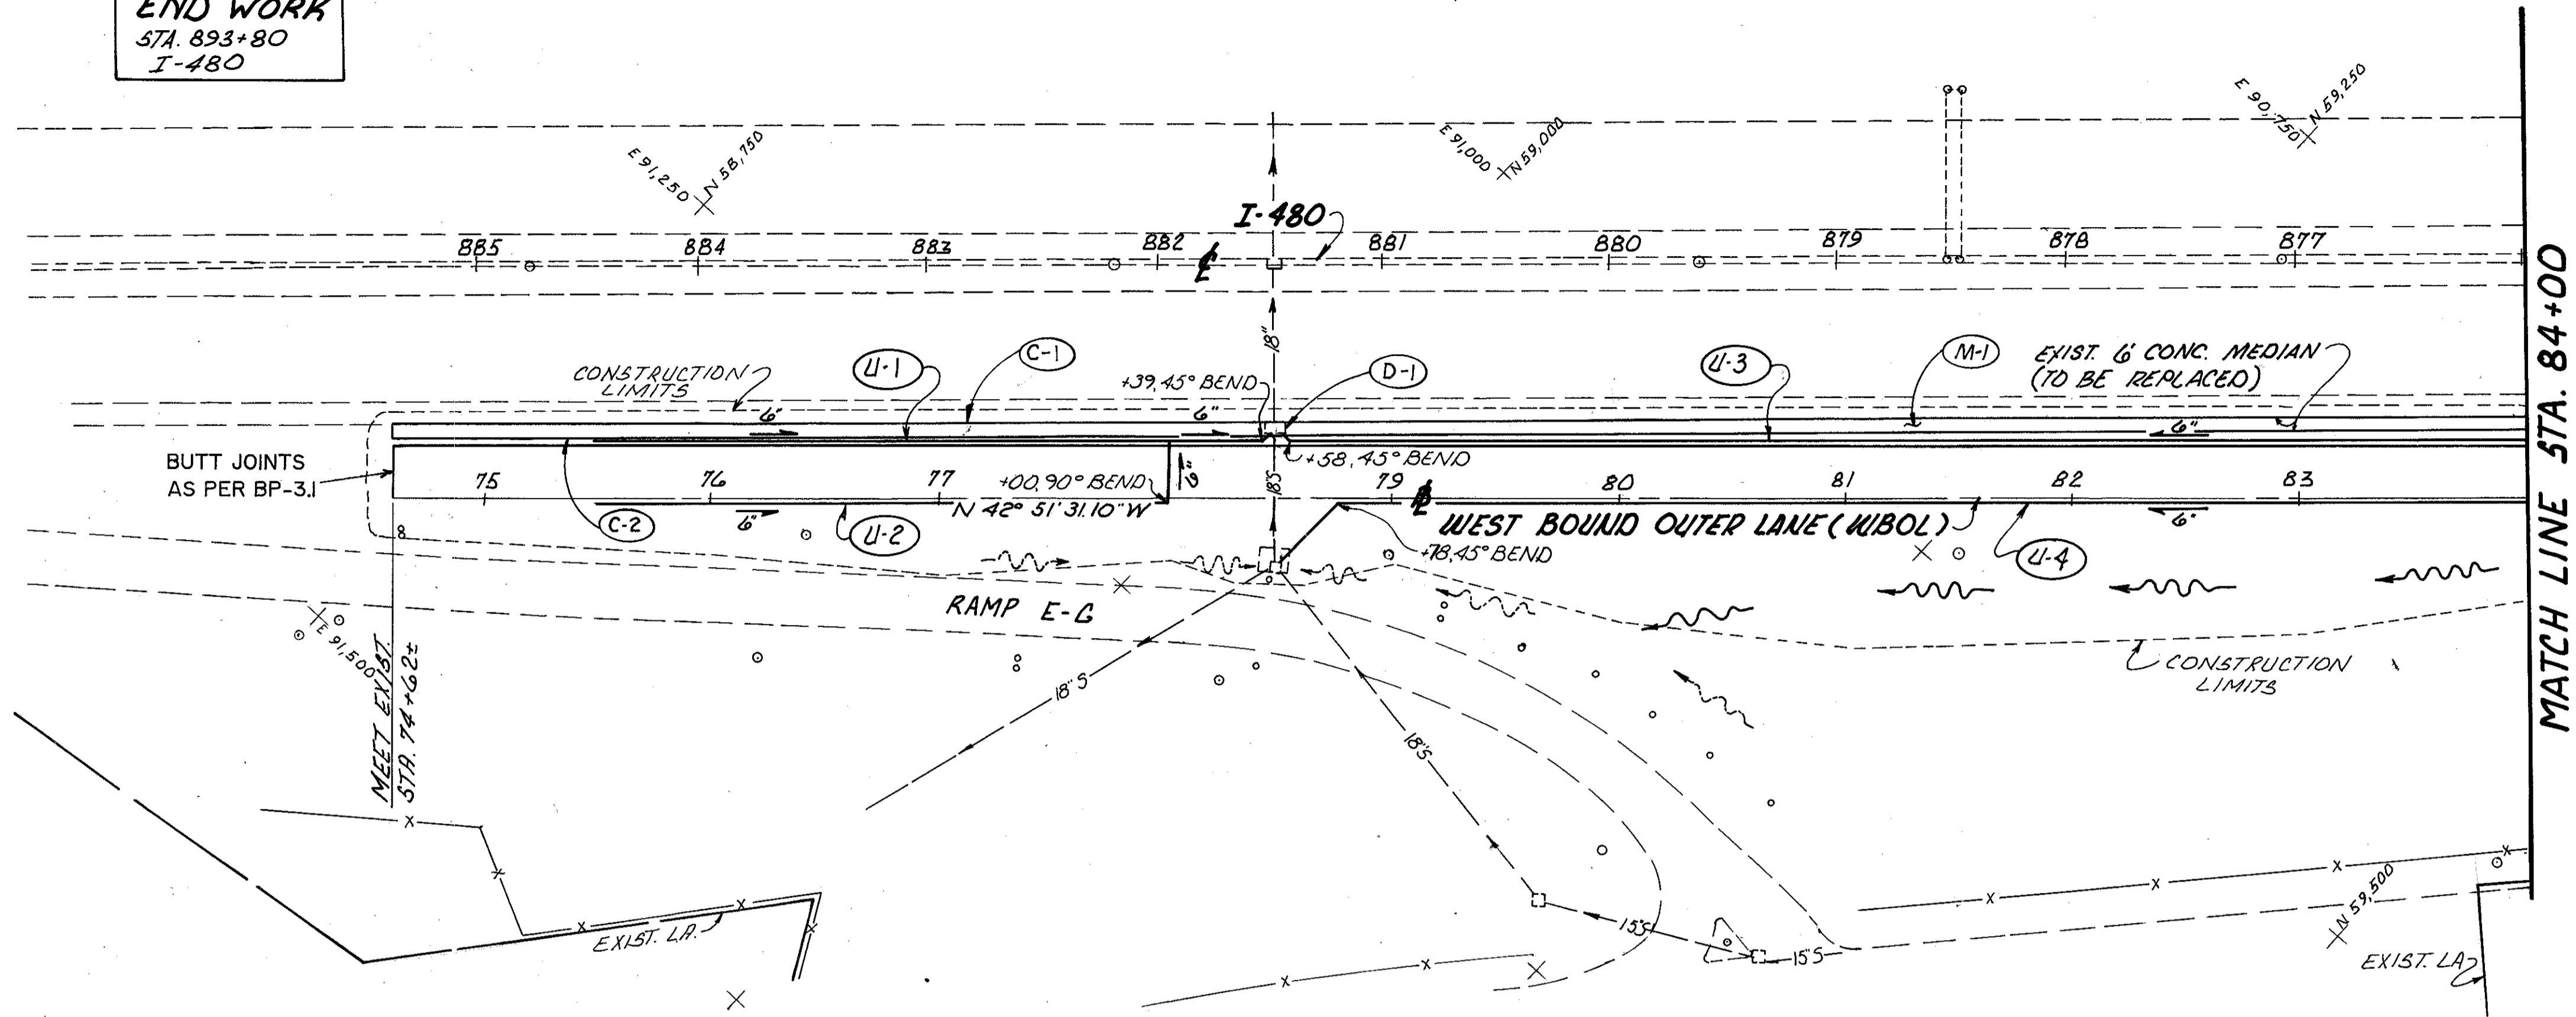 END WORK
STA. 893+80
I-480
E 91,250
N 58,750
E 91,000
N 59,000
E 90,750
N 59,250
I-480
885
884
883
882
℄
881
880
879
878
877
18"
CONSTRUCTION
LIMITS
U-1
C-1
+39,45° BEND
D-1
U-3
M-1
EXIST. 6' CONC. MEDIAN
(TO BE REPLACED)
6"
6"
6"
BUTT JOINTS
AS PER BP-3.1
+58,45° BEND
75
76
77
+00,90° BEND
6"
18"S
79
80
81
82
83
N 42° 51' 31.10" W
C-2
6"
U-2
WEST BOUND OUTER LANE (WBOL)
6"
U-4
8
+78,45° BEND
RAMP E-G
E 91,500
MEET EXIST.
STA. 74+62±
18"S
18"S
CONSTRUCTION
LIMITS
EXIST. LA.
15"S
15"S
N 59,500
EXIST. LA
MATCH LINE STA. 84+00